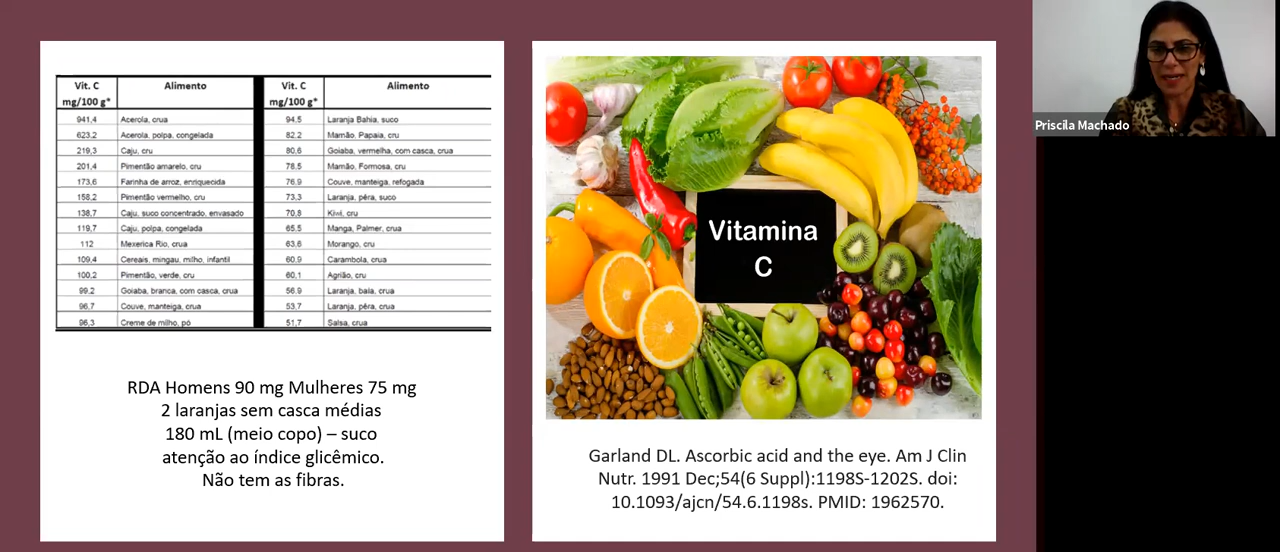 Vit. C Alimento Vit. C Alimento
mg/100 g* mg/100 g*
941,4 Acerola, crua 94,5 Laranja Bahia, suco
623,2 Acerola, polpa, congelada 82,2 Mamão, Papaia, cru
219,3 Caju, cru 80,6 Goiaba, vermelha, com casca, crua
201,4 Pimentão amarelo, cru 78,5 Mamão, Formosa, cru
173,6 Farinha de arroz, enriquecida 76,9 Couve, manteiga, refogada
158,2 Pimentão vermelho, cru 73,3 Laranja, pêra, suco
138,7 Caju, suco concentrado, envasado 70,8 Kiwi, cru
119,7 Caju, polpa, congelada 65,5 Manga, Palmer, crua
112 Mexerica Rio, crua 63,6 Morango, cru
109,4 Cereais, mingau, milho, infantil 60,9 Carambola, crua
100,2 Pimentão, verde, cru 60,1 Agrião, cru
99,2 Goiaba, branca, com casca, crua 56,9 Laranja, baía, crua
96,7 Couve, manteiga, crua 53,7 Laranja, pêra, crua
96,3 Creme de milho, pó 51,7 Salsa, crua
RDA Homens 90 mg Mulheres 75 mg
2 laranjas sem casca médias
180 mL (meio copo) – suco
atenção ao índice glicêmico.
Não tem as fibras.
Vitamina
C
Garland DL. Ascorbic acid and the eye. Am J Clin
Nutr. 1991 Dec;54(6 Suppl):1198S-1202S. doi:
10.1093/ajcn/54.6.1198s. PMID: 1962570.
Priscila Machado